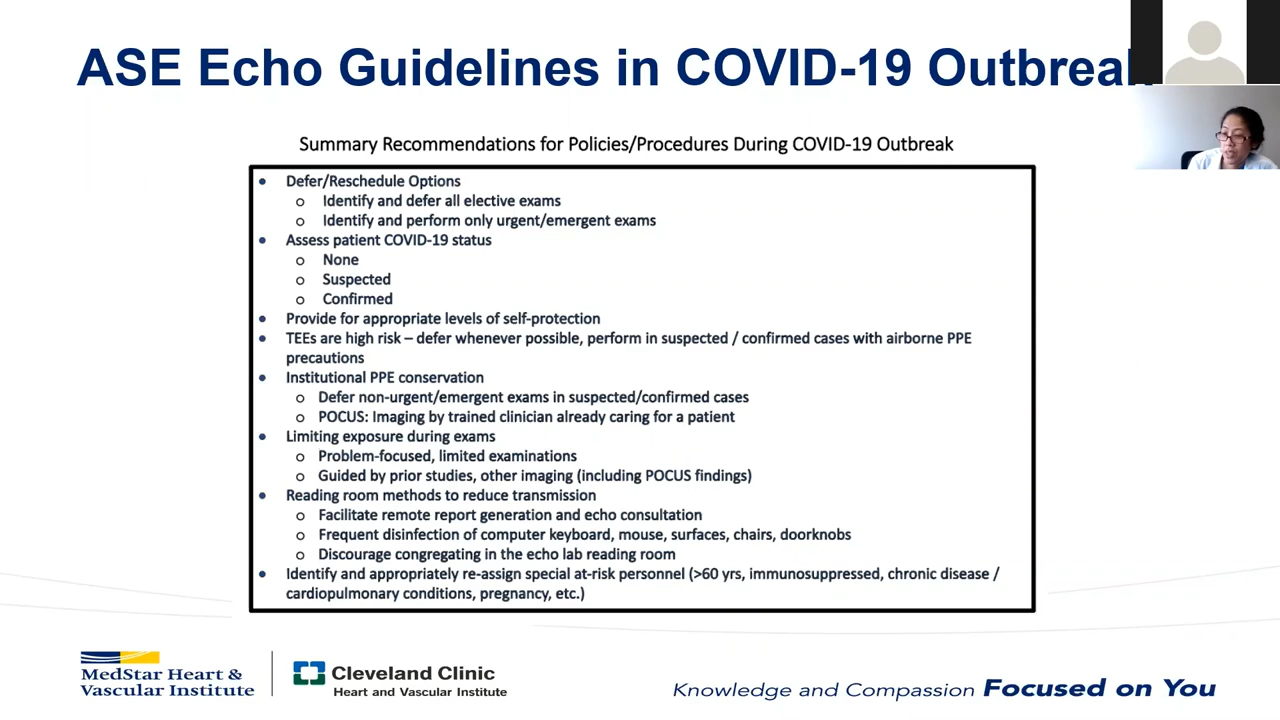 ASE Echo Guidelines in COVID-19 Outbreak
Summary Recommendations for Policies/Procedures During COVID-19 Outbreak
• Defer/Reschedule Options
o Identify and defer all elective exams
o Identify and perform only urgent/emergent exams
• Assess patient COVID-19 status
o None
o Suspected
o Confirmed
• Provide for appropriate levels of self-protection
• TEEs are high risk – defer whenever possible, perform in suspected / confirmed cases with airborne PPE
precautions
• Institutional PPE conservation
o Defer non-urgent/emergent exams in suspected/confirmed cases
o POCUS: Imaging by trained clinician already caring for a patient
• Limiting exposure during exams
o Problem-focused, limited examinations
o Guided by prior studies, other imaging (including POCUS findings)
• Reading room methods to reduce transmission
o Facilitate remote report generation and echo consultation
o Frequent disinfection of computer keyboard, mouse, surfaces, chairs, doorknobs
o Discourage congregating in the echo lab reading room
• Identify and appropriately re-assign special at-risk personnel (>60 yrs, immunosuppressed, chronic disease /
cardiopulmonary conditions, pregnancy, etc.)
MedStar Heart &
Vascular Institute
Cleveland Clinic
Heart and Vascular Institute
Knowledge and Compassion Focused on You